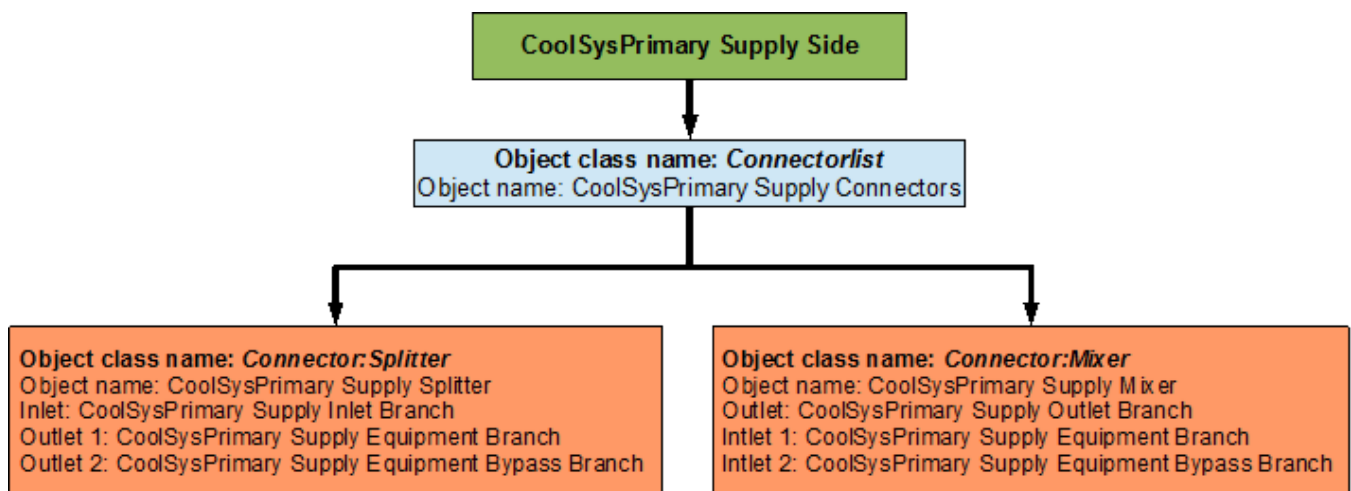 CoolSysPrimary Supply Side
Object class name: Connectorlist
Object name: CoolSysPrimary Supply Connectors
Object class name: Connector:Splitter
Object name: CoolSysPrimary Supply Splitter
Inlet: CoolSysPrimary Supply Inlet Branch
Outlet 1: CoolSysPrimary Supply Equipment Branch
Outlet 2: CoolSysPrimary Supply Equipment Bypass Branch
Object class name: Connector:Mixer
Object name: CoolSysPrimary Supply Mixer
Outlet: CoolSysPrimary Supply Outlet Branch
Intlet 1: CoolSysPrimary Supply Equipment Branch
Intlet 2: CoolSysPrimary Supply Equipment Bypass Branch